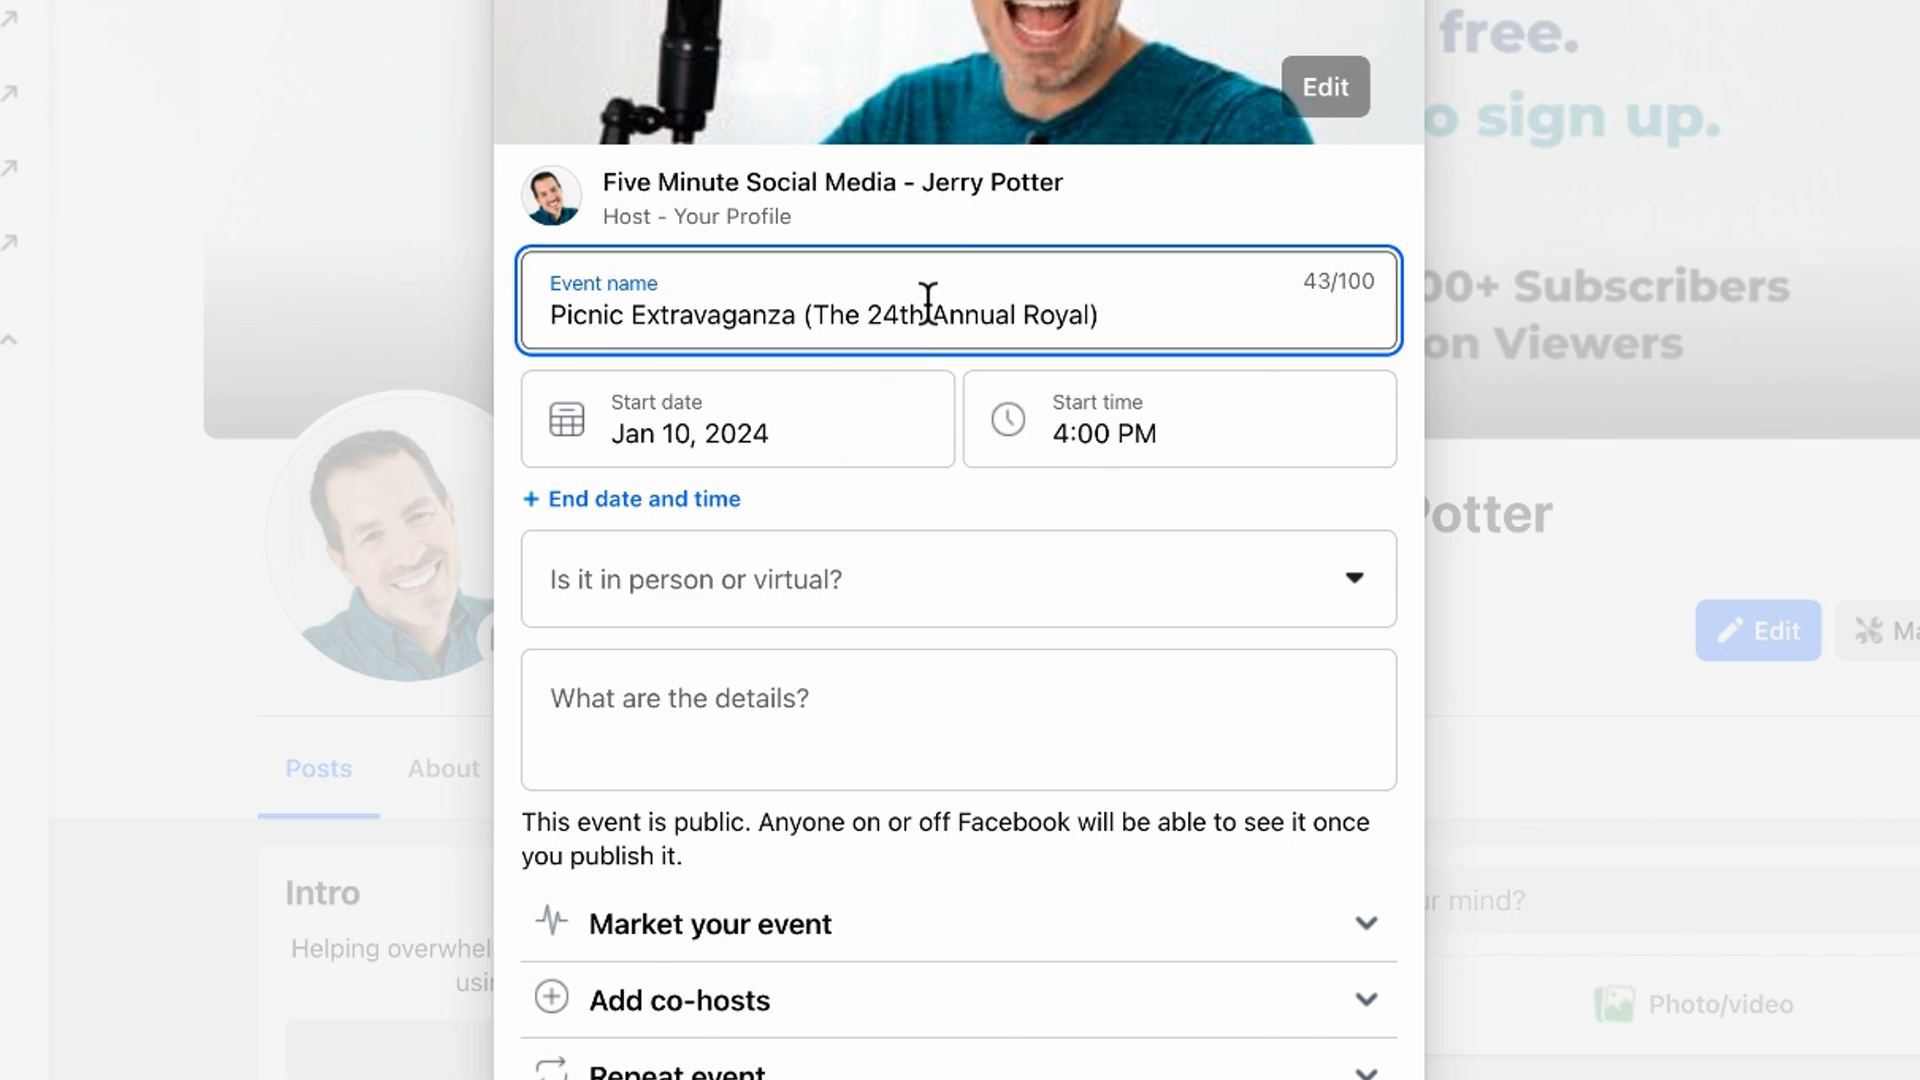 free.
o sign up.
00+ Subscribers
on Viewers
Edit
Five Minute Social Media - Jerry Potter
Host - Your Profile
Event name
43/100
Picnic Extravaganza (The 24th Annual Royal)
Start date
Jan 10, 2024
Start time
4:00 PM
+ End date and time
Is it in person or virtual?
What are the details?
This event is public. Anyone on or off Facebook will be able to see it once
you publish it.
Market your event
Add co-hosts
Repeat event
otter
Edit
Ma
Posts
About
Intro
Helping overwhel
usin
ur mind?
Photo/video